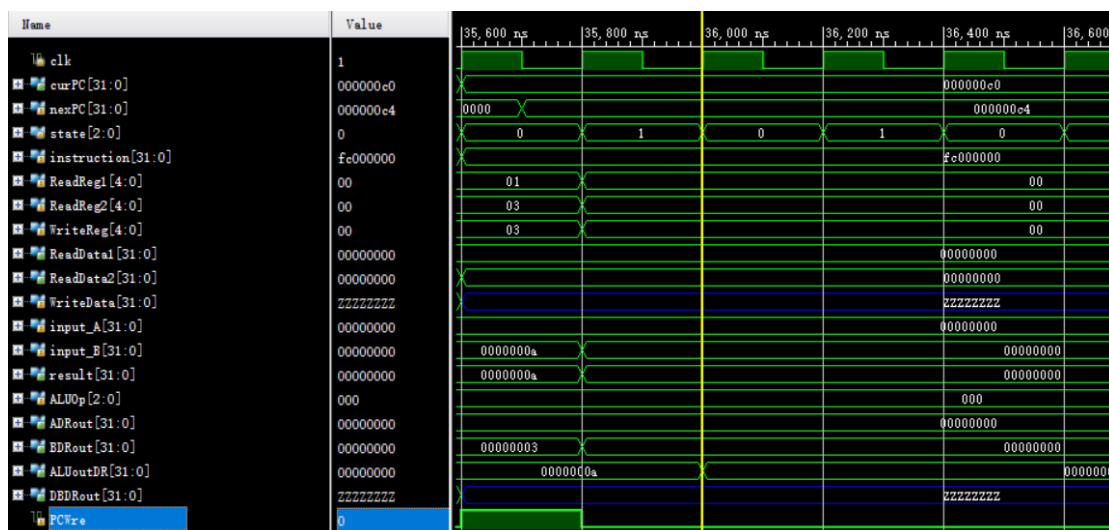 Name Value 35,600 ns 35,800 ns 36,000 ns 36,200 ns 36,400 ns 36,600
clk 1
curPC[31:0] 000000c0 000000c0
nexPC[31:0] 000000c4 0000 000000c4
state[2:0] 0 0 1 0 1 0
instruction[31:0] fc000000 fc000000
ReadReg1[4:0] 00 01 00
ReadReg2[4:0] 00 03 00
WriteReg[4:0] 00 03 00
ReadData1[31:0] 00000000 00000000
ReadData2[31:0] 00000000 00000000
WriteData[31:0] ZZZZZZZZ ZZZZZZZZ
input_A[31:0] 00000000 00000000
input_B[31:0] 00000000 0000000a 00000000
result[31:0] 00000000 0000000a 00000000
ALUOp[2:0] 000 000
ADRout[31:0] 00000000 00000000
BDRout[31:0] 00000000 00000003 00000000
ALUoutDR[31:0] 00000000 0000000a 0000000
DBDRout[31:0] ZZZZZZZZ ZZZZZZZZ
PCWre 0